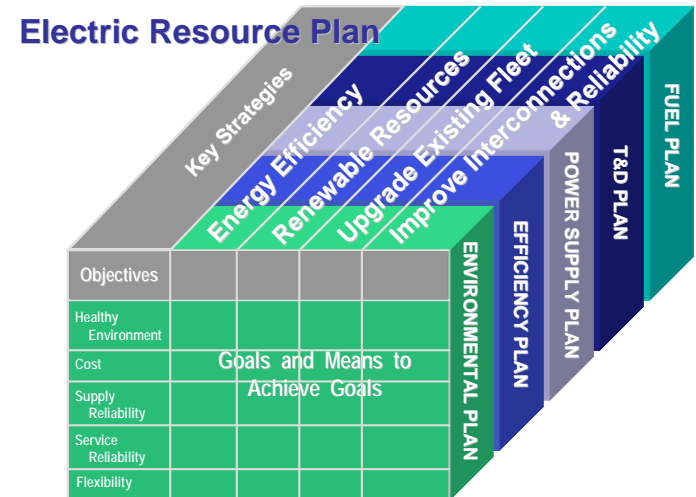 Electric Resource Plan
Key Strategies
Energy Efficiency
Renewable Resources
Upgrade Existing Fleet
Improve Interconnections
& Reliability
Objectives
Healthy
Environment
Cost
Supply
Reliability
Service
Reliability
Flexibility
Goals and Means to
Achieve Goals
ENVIRONMENTAL PLAN
EFFICIENCY PLAN
POWER SUPPLY PLAN
T&D PLAN
FUEL PLAN